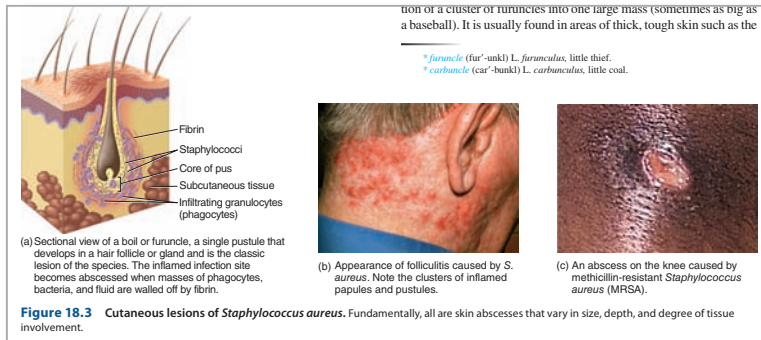 tion of a cluster of furuncles into one large mass (sometimes as big as
a baseball). It is usually found in areas of thick, tough skin such as the
* furuncle (fur′-unkl) L. furunculus, little thief.
* carbuncle (car′-bunkl) L. carbunculus, little coal.
Fibrin
Staphylococci
Core of pus
Subcutaneous tissue
Infiltrating granulocytes
(phagocytes)
(a) Sectional view of a boil or furuncle, a single pustule that
develops in a hair follicle or gland and is the classic
lesion of the species. The inflamed infection site
becomes abscessed when masses of phagocytes,
bacteria, and fluid are walled off by fibrin.
(b) Appearance of folliculitis caused by S.
aureus. Note the clusters of inflamed
papules and pustules.
(c) An abscess on the knee caused by
methicillin-resistant Staphylococcus
aureus (MRSA).
Figure 18.3 Cutaneous lesions of Staphylococcus aureus. Fundamentally, all are skin abscesses that vary in size, depth, and degree of tissue
involvement.